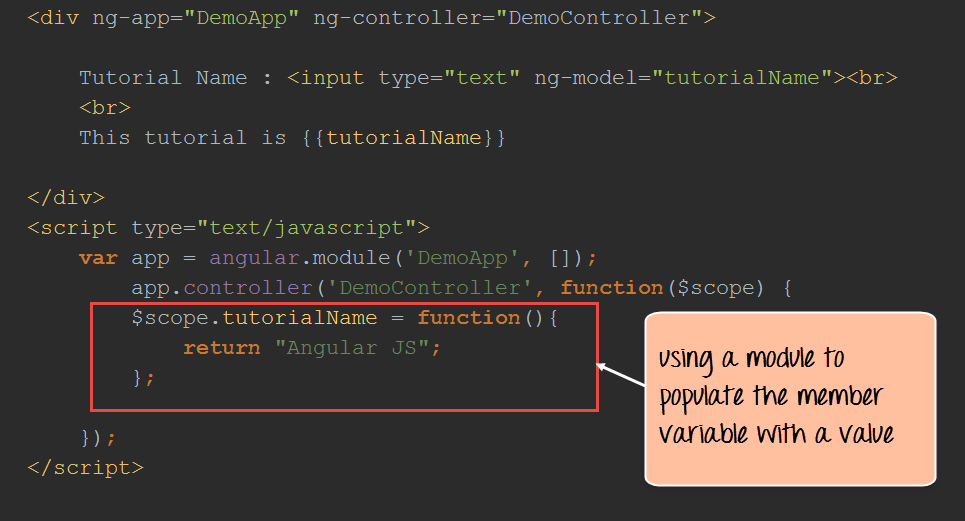 <div ng-app="DemoApp" ng-controller="DemoController">
Tutorial Name : <input type="text" ng-model="tutorialName"><br>
<br>
This tutorial is {{tutorialName}}
</div>
<script type="text/javascript">
var app = angular.module('DemoApp', []);
app.controller('DemoController', function($scope) {
$scope.tutorialName = function(){
return "Angular JS";
};
});
</script>
using a module to
populate the member
variable with a value